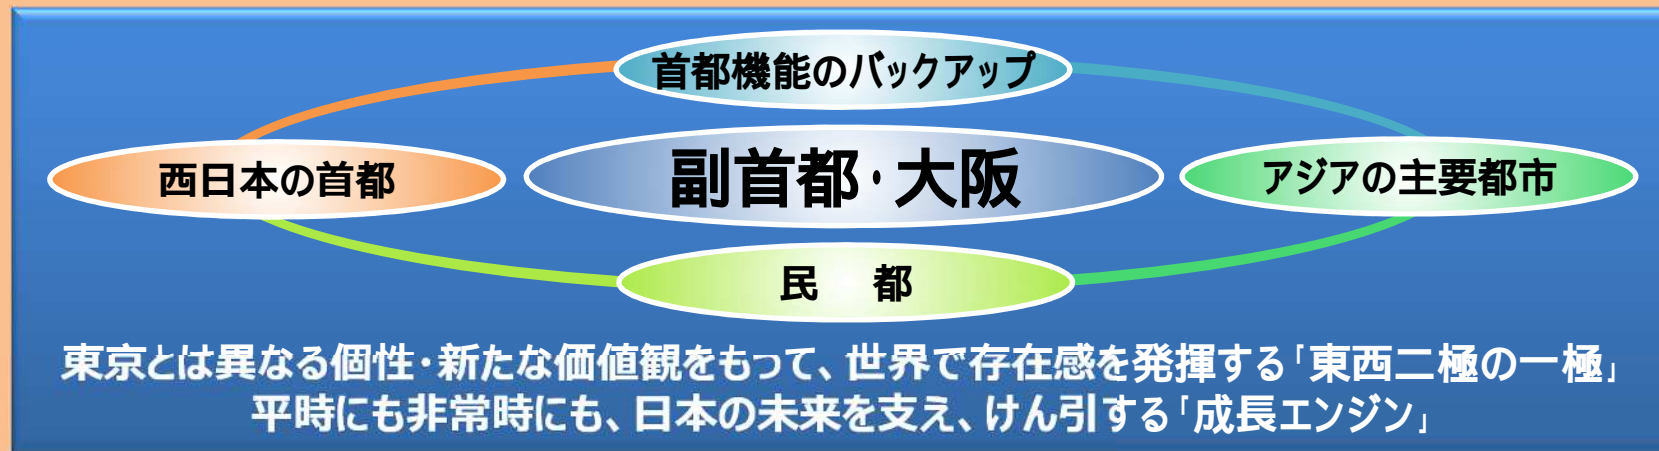 首都機能のバックアップ
西日本の首都
副首都・大阪
アジアの主要都市
民 都
東京とは異なる個性・新たな価値観をもって、世界で存在感を発揮する「東西二極の一極」
平時にも非常時にも、日本の未来を支え、けん引する「成長エンジン」